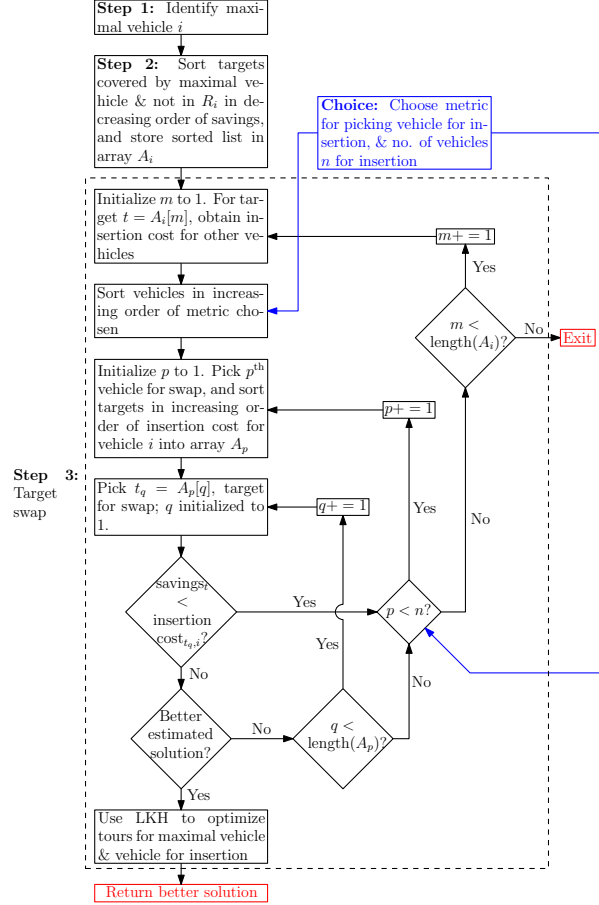 Step 1: Identify maxi-
mal vehicle i
Step 2: Sort targets
covered by maximal ve-
hicle & not in R_i in de-
creasing order of savings,
and store sorted list in
array A_i
Choice: Choose metric
for picking vehicle for in-
sertion, & no. of vehicles
n for insertion
Initialize m to 1. For tar-
get t = A_i[m], obtain in-
sertion cost for other ve-
hicles
m+ = 1
Yes
Sort vehicles in increas-
ing order of metric cho-
sen
m <
length(A_i)?
No
Exit
Initialize p to 1. Pick p^th
vehicle for swap, and sort
targets in increasing or-
der of insertion cost for
vehicle i into array A_p
p+ = 1
Yes
No
Step 3:
Target
swap
Pick t_q = A_p[q], target
for swap; q initialized to
1.
q+ = 1
Yes
savings_t
<
insertion
cost_{t_q,i}?
Yes
p < n?
No
No
Better
estimated
solution?
No
q <
length(A_p)?
Yes
Use LKH to optimize
tours for maximal vehicle
& vehicle for insertion
Return better solution